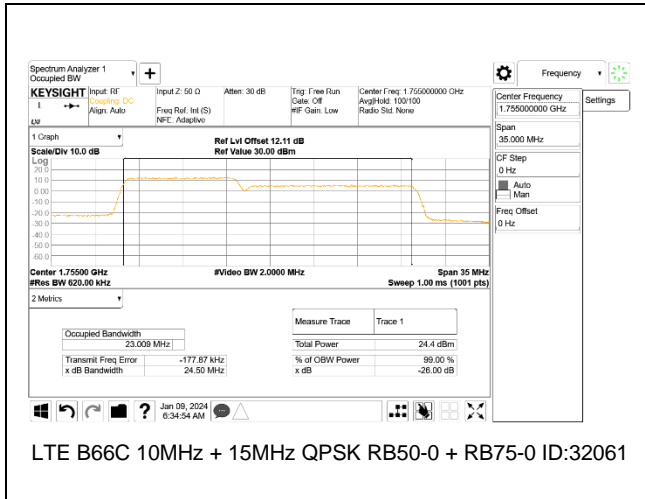 Spectrum Analyzer 1
Occupied BW
KEYSIGHT
Input: RF
Coupling: DC
Align: Auto
Input Z: 50 Ω
Freq Ref: Int (S)
NFE: Adaptive
Atten: 30 dB
Trig: Free Run
Gate: Off
#IF Gain: Low
Center Freq: 1.755000000 GHz
Avg|Hold: 100/100
Radio Std: None
Frequency
Settings
Center Frequency
1.755000000 GHz
Span
35.000 MHz
CF Step
0 Hz
Auto
Man
Freq Offset
0 Hz
1 Graph
Scale/Div 10.0 dB
Ref Lvl Offset 12.11 dB
Ref Value 30.00 dBm
Log
20.0
10.0
0.00
-10.0
-20.0
-30.0
-40.0
-50.0
-60.0
Center 1.75500 GHz
#Res BW 620.00 kHz
#Video BW 2.0000 MHz
Span 35 MHz
Sweep 1.00 ms (1001 pts)
2 Metrics
Occupied Bandwidth
23.009 MHz
Transmit Freq Error -177.87 kHz
x dB Bandwidth 24.50 MHz
Measure Trace Trace 1
Total Power 24.4 dBm
% of OBW Power 99.00 %
x dB -26.00 dB
Jan 09, 2024
6:34:54 AM
LTE B66C 10MHz + 15MHz QPSK RB50-0 + RB75-0 ID:32061